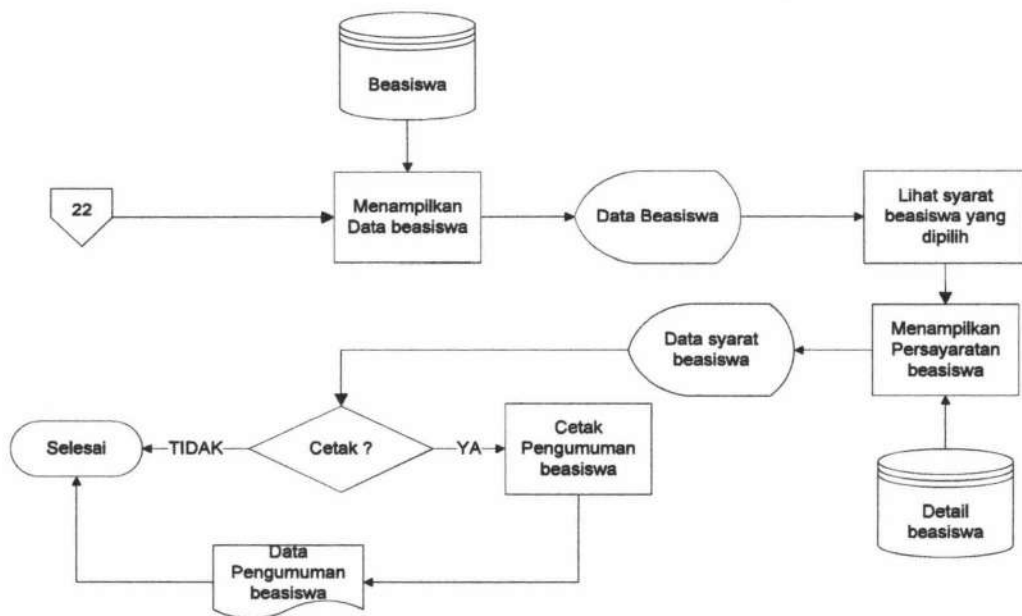 Beasiswa
22
Menampilkan
Data beasiswa
Data Beasiswa
Lihat syarat
beasiswa yang
dipilih
Menampilkan
Persayaratan
beasiswa
Data syarat
beasiswa
Detail
beasiswa
Cetak ?
TIDAK
Selesai
YA
Cetak
Pengumuman
beasiswa
Data
Pengumuman
beasiswa